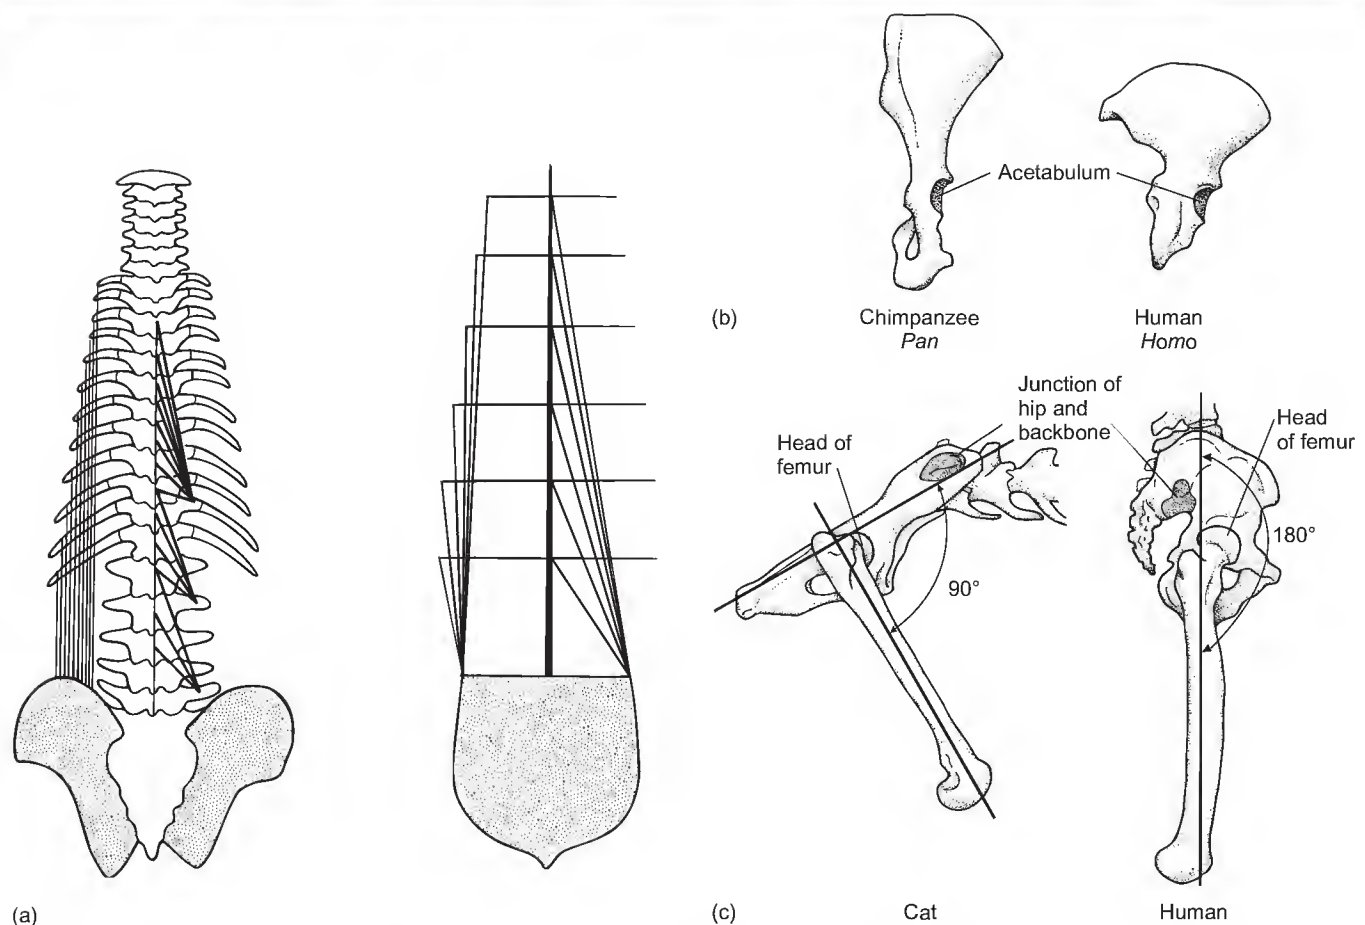 (a)
Acetabulum
(b)
Chimpanzee
Pan
Human
Homo
Head of
femur
Junction of
hip and
backbone
Head
of femur
90°
180°
(c)
Cat
Human